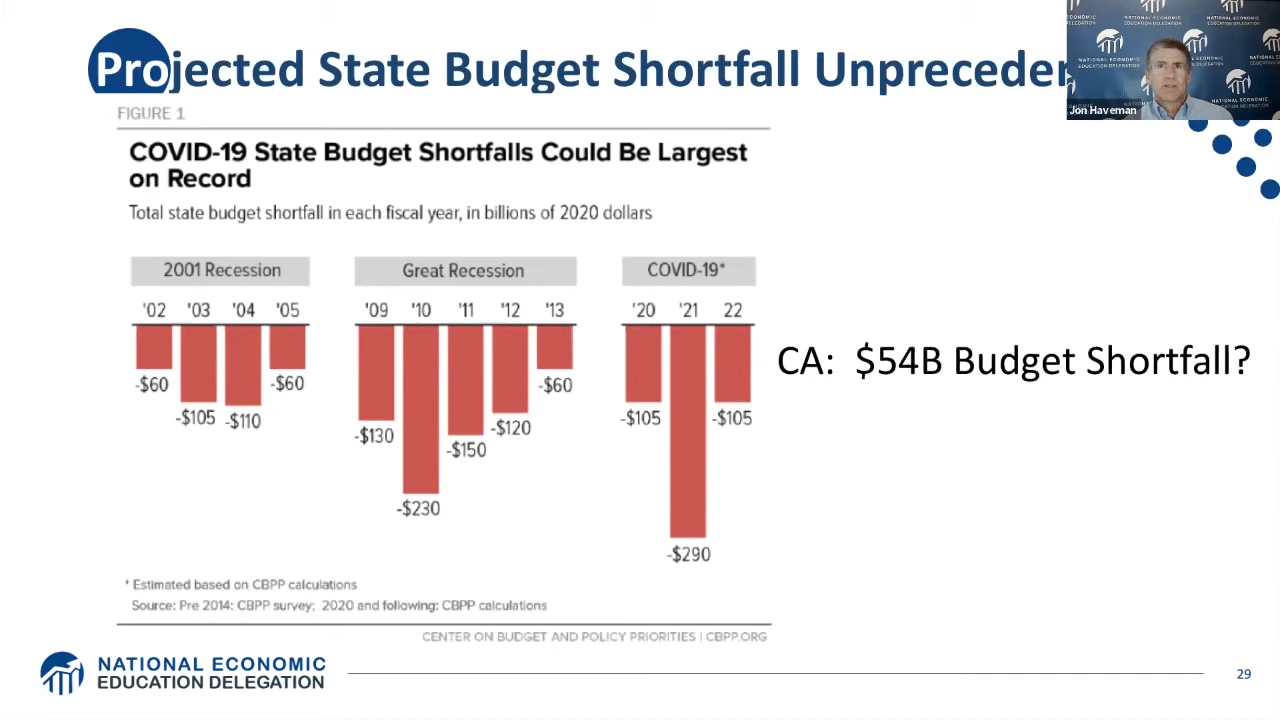 Projected State Budget Shortfall Unpreceden
Jon Haveman
FIGURE 1
COVID-19 State Budget Shortfalls Could Be Largest
on Record
Total state budget shortfall in each fiscal year, in billions of 2020 dollars
2001 Recession
Great Recession
COVID-19*
'02 '03 '04 '05
'09 '10 '11 '12 '13
'20 '21 22
-$60 -$105 -$110 -$60
-$130 -$230 -$150 -$120 -$60
-$105 -$290 -$105
CA: $54B Budget Shortfall?
* Estimated based on CBPP calculations
Source: Pre 2014: CBPP survey; 2020 and following: CBPP calculations
CENTER ON BUDGET AND POLICY PRIORITIES | CBPP.ORG
NATIONAL ECONOMIC
EDUCATION DELEGATION
29